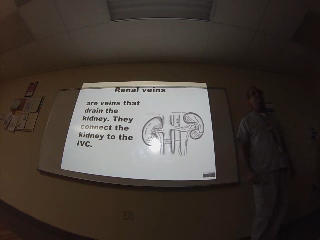 Renal veins
are veins that
drain the
kidney. They
connect the
kidney to the
IVC.